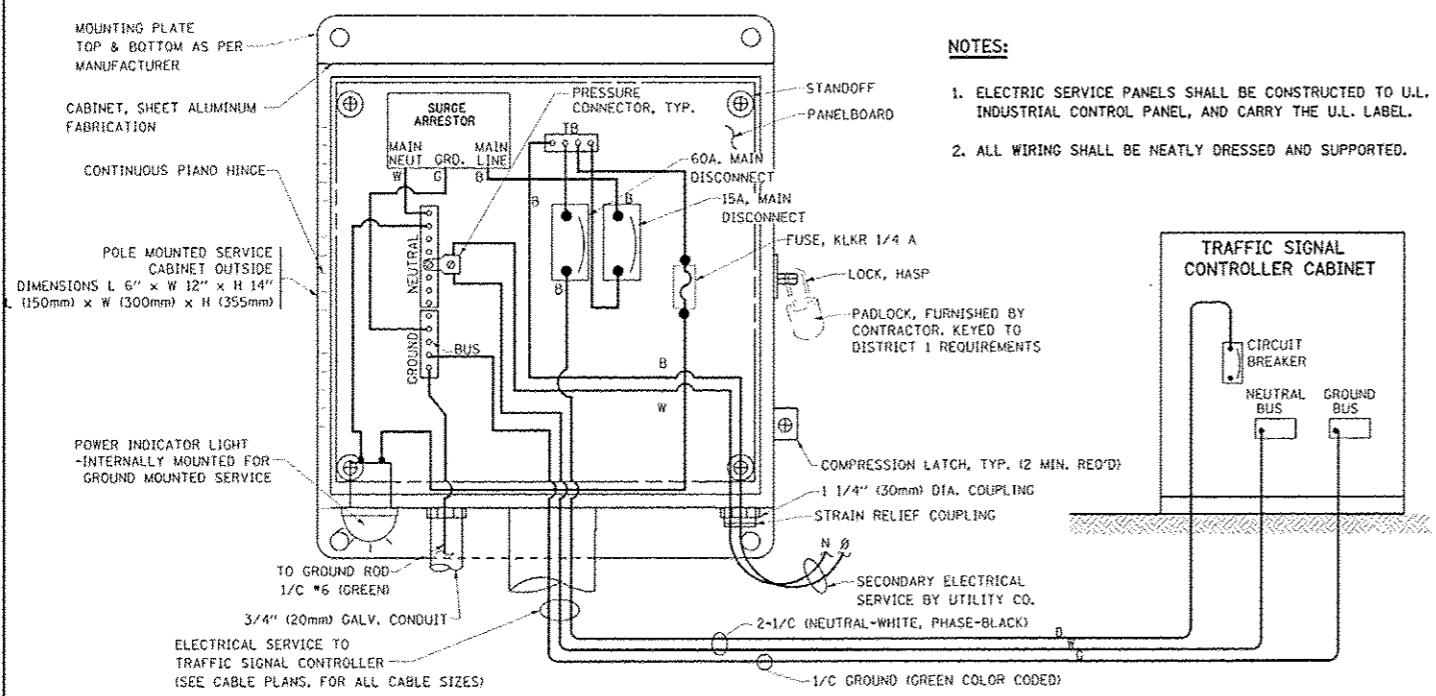 MOUNTING PLATE
TOP & BOTTOM AS PER
MANUFACTURER
CABINET, SHEET ALUMINUM
FABRICATION
CONTINUOUS PIANO HINGE
POLE MOUNTED SERVICE
CABINET OUTSIDE
DIMENSIONS L 6" x W 12" x H 14"
L (150mm) x W (300mm) x H (355mm)
POWER INDICATOR LIGHT
-INTERNALLY MOUNTED FOR
GROUND MOUNTED SERVICE
SURGE
ARRESTOR
MAIN
NEUT
GRD.
MAIN
LINE
W
G
B
PRESSURE
CONNECTOR, TYP.
TB
STANDOFF
PANELBOARD
60A. MAIN
DISCONNECT
15A, MAIN
DISCONNECT
B
B
B
FUSE, KLKR 1/4 A
LOCK, HASP
PADLOCK, FURNISHED BY
CONTRACTOR, KEYED TO
DISTRICT 1 REQUIREMENTS
NEUTRAL
GROUND
BUS
B
W
COMPRESSION LATCH, TYP. (2 MIN. REQ'D)
1 1/4" (30mm) DIA. COUPLING
STRAIN RELIEF COUPLING
N Ø
SECONDARY ELECTRICAL
SERVICE BY UTILITY CO.
TO GROUND ROD
1/C #6 (GREEN)
3/4" (20mm) GALV. CONDUIT
ELECTRICAL SERVICE TO
TRAFFIC SIGNAL CONTROLLER
(SEE CABLE PLANS, FOR ALL CABLE SIZES)
2-1/C (NEUTRAL-WHITE, PHASE-BLACK)
B
W
G
1/C GROUND (GREEN COLOR CODED)
NOTES:
1. ELECTRIC SERVICE PANELS SHALL BE CONSTRUCTED TO U.L.
INDUSTRIAL CONTROL PANEL, AND CARRY THE U.L. LABEL.
2. ALL WIRING SHALL BE NEATLY DRESSED AND SUPPORTED.
TRAFFIC SIGNAL
CONTROLLER CABINET
CIRCUIT
BREAKER
NEUTRAL
BUS
GROUND
BUS